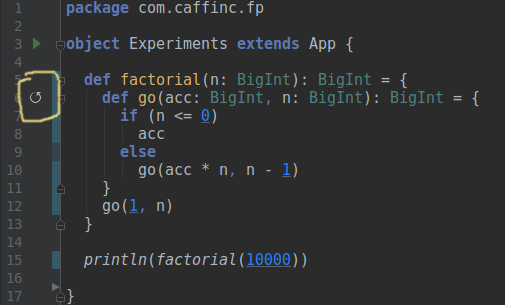 1 package com.caffinc.fp
2
3 object Experiments extends App {
4
5 def factorial(n: BigInt): BigInt = {
6 def go(acc: BigInt, n: BigInt): BigInt = {
7 if (n <= 0)
8 acc
9 else
10 go(acc * n, n - 1)
11 }
12 go(1, n)
13 }
14
15 println(factorial(10000))
16
17 }